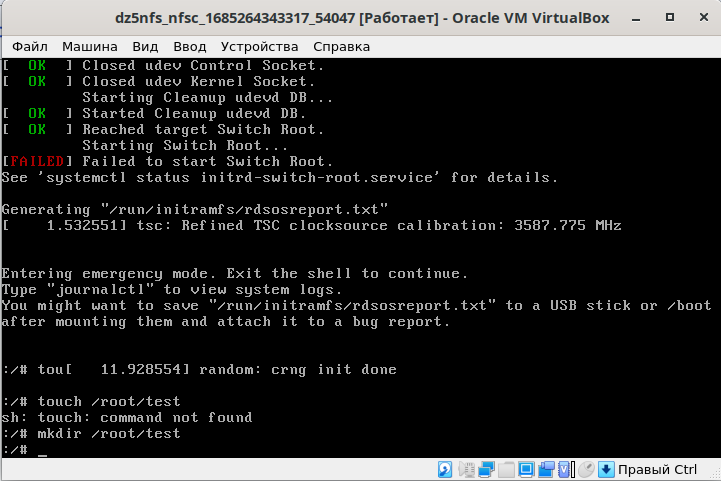 dz5nfs_nfsc_1685264343317_54047 [Работает] - Oracle VM VirtualBox
Файл Машина Вид Ввод Устройства Справка
[  OK  ] Closed udev Control Socket.
[  OK  ] Closed udev Kernel Socket.
         Starting Cleanup udevd DB...
[  OK  ] Started Cleanup udevd DB.
[  OK  ] Reached target Switch Root.
         Starting Switch Root...
[FAILED] Failed to start Switch Root.
See 'systemctl status initrd-switch-root.service' for details.
Generating "/run/initramfs/rdsosreport.txt"
[    1.532551] tsc: Refined TSC clocksource calibration: 3587.775 MHz
Entering emergency mode. Exit the shell to continue.
Type "journalctl" to view system logs.
You might want to save "/run/initramfs/rdsosreport.txt" to a USB stick or /boot
after mounting them and attach it to a bug report.
:/# tou[   11.928554] random: crng init done
:/# touch /root/test
sh: touch: command not found
:/# mkdir /root/test
:/# _
Правый Ctrl